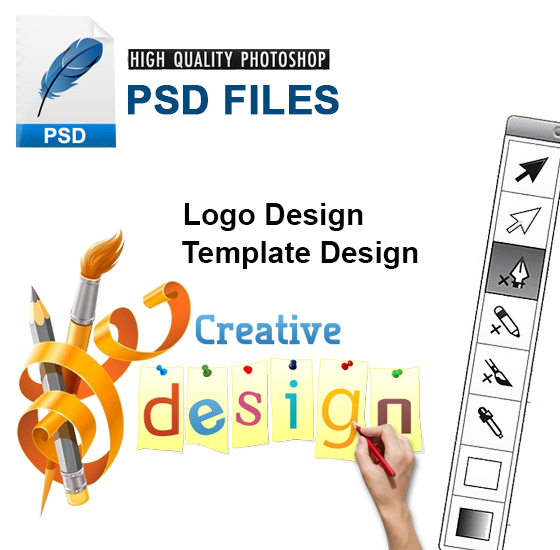 HIGH QUALITY PHOTOSHOP
PSD FILES
PSD
Logo Design
Template Design
Creative
design